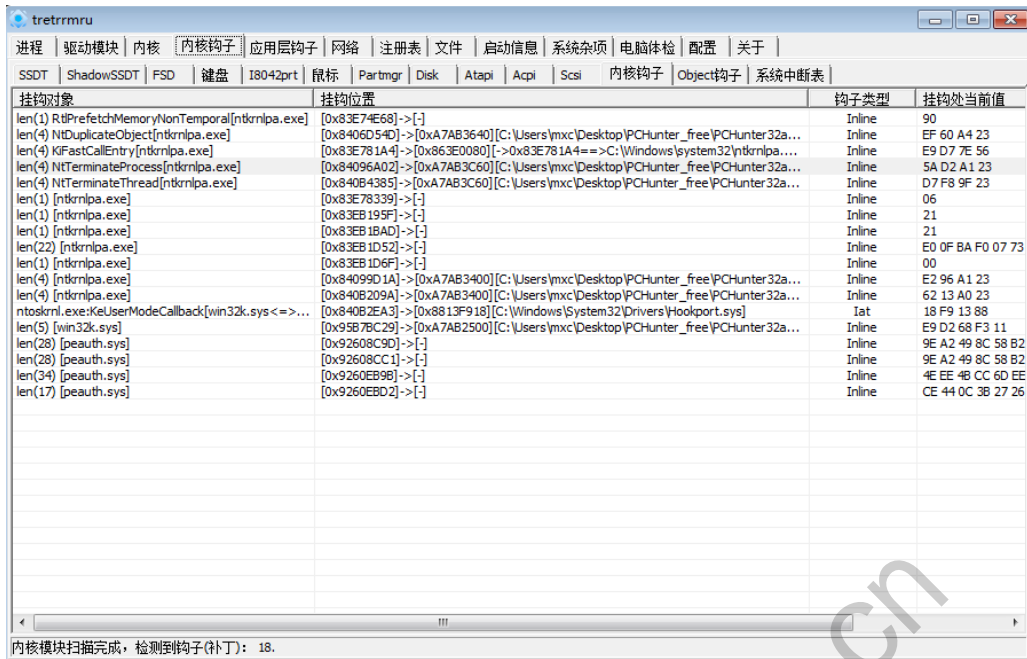 tretrrmru
进程 驱动模块 内核 内核钩子 应用层钩子 网络 注册表 文件 启动信息 系统杂项 电脑体检 配置 关于
SSDT ShadowSSDT FSD 键盘 I8042prt 鼠标 Partmgr Disk Atapi Acpi Scsi 内核钩子 Object钩子 系统中断表
挂钩对象 挂钩位置 钩子类型 挂钩处当前值
len(1) RtlPrefetchMemoryNonTemporal[ntkrnlpa.exe] [0x83E74E68]->[-] Inline 90
len(4) NtDuplicateObject[ntkrnlpa.exe] [0x8406D54D]->[0xA7AB3640][C:\Users\mxc\Desktop\PCHunter_free\PCHunter32a... Inline EF 60 A4 23
len(4) KiFastCallEntry[ntkrnlpa.exe] [0x83E781A4]->[0x863E0080][->0x83E781A4==>C:\Windows\system32\ntkrnlpa.... Inline E9 D7 7E 56
len(4) NtTerminateProcess[ntkrnlpa.exe] [0x84096A02]->[0xA7AB3C60][C:\Users\mxc\Desktop\PCHunter_free\PCHunter32a... Inline 5A D2 A1 23
len(4) NtTerminateThread[ntkrnlpa.exe] [0x840B4385]->[0xA7AB3C60][C:\Users\mxc\Desktop\PCHunter_free\PCHunter32a... Inline D7 F8 9F 23
len(1) [ntkrnlpa.exe] [0x83E78339]->[-] Inline 06
len(1) [ntkrnlpa.exe] [0x83EB195F]->[-] Inline 21
len(1) [ntkrnlpa.exe] [0x83EB1BAD]->[-] Inline 21
len(22) [ntkrnlpa.exe] [0x83EB1D52]->[-] Inline E0 0F BA F0 07 73
len(1) [ntkrnlpa.exe] [0x83EB1D6F]->[-] Inline 00
len(4) [ntkrnlpa.exe] [0x84099D1A]->[0xA7AB3400][C:\Users\mxc\Desktop\PCHunter_free\PCHunter32a... Inline E2 96 A1 23
len(4) [ntkrnlpa.exe] [0x840B209A]->[0xA7AB3400][C:\Users\mxc\Desktop\PCHunter_free\PCHunter32a... Inline 62 13 A0 23
ntoskrnl.exe:KeUserModeCallback[win32k.sys<=>... [0x840B2EA3]->[0x8813F918][C:\Windows\System32\Drivers\Hookport.sys] Iat 18 F9 13 88
len(5) [win32k.sys] [0x95B7BC29]->[0xA7AB2500][C:\Users\mxc\Desktop\PCHunter_free\PCHunter32a... Inline E9 D2 68 F3 11
len(28) [peauth.sys] [0x92608C9D]->[-] Inline 9E A2 49 8C 58 B2
len(28) [peauth.sys] [0x92608CC1]->[-] Inline 9E A2 49 8C 58 B2
len(34) [peauth.sys] [0x9260EB9B]->[-] Inline 4E EE 4B CC 6D EE
len(17) [peauth.sys] [0x9260EBD2]->[-] Inline CE 44 0C 3B 27 26
cn
内核模块扫描完成，检测到钩子(补丁)： 18.